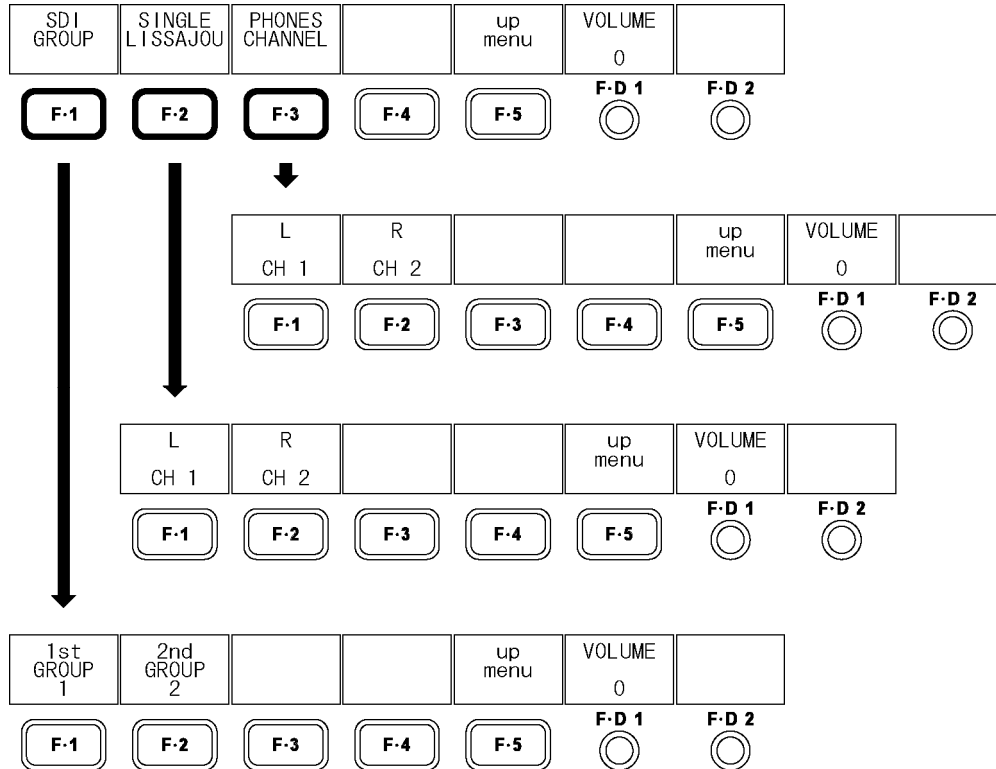 SDI GROUP
SINGLE LISSAJOU
PHONES CHANNEL
up menu
VOLUME 0
F·D 1
F·D 2
F·1
F·2
F·3
F·4
F·5
L CH 1
R CH 2
up menu
VOLUME 0
F·D 1
F·D 2
F·1
F·2
F·3
F·4
F·5
L CH 1
R CH 2
up menu
VOLUME 0
F·D 1
F·D 2
F·1
F·2
F·3
F·4
F·5
1st GROUP 1
2nd GROUP 2
up menu
VOLUME 0
F·D 1
F·D 2
F·1
F·2
F·3
F·4
F·5